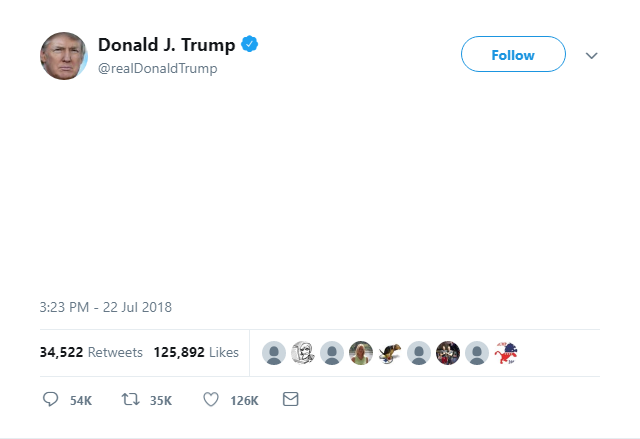 Donald J. Trump
@realDonaldTrump
Follow
3:23 PM - 22 Jul 2018
34,522 Retweets 125,892 Likes
54K 35K 126K